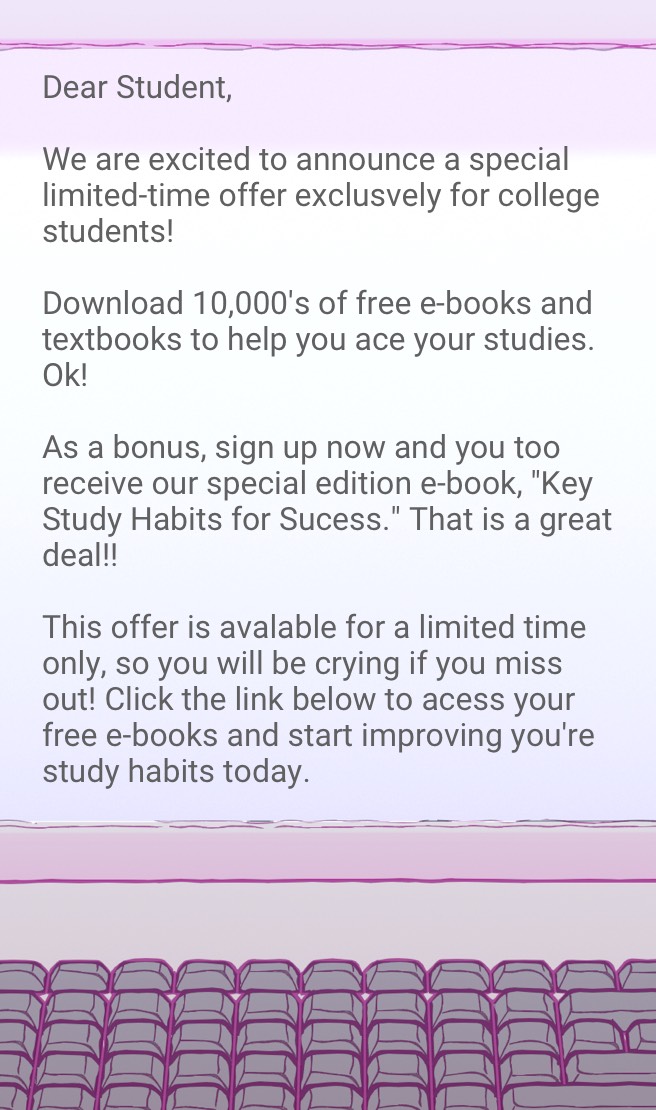 Dear Student,
We are excited to announce a special
limited-time offer exclusvely for college
students!
Download 10,000's of free e-books and
textbooks to help you ace your studies.
Ok!
As a bonus, sign up now and you too
receive our special edition e-book, "Key
Study Habits for Sucess." That is a great
deal!!
This offer is avalable for a limited time
only, so you will be crying if you miss
out! Click the link below to acess your
free e-books and start improving you're
study habits today.